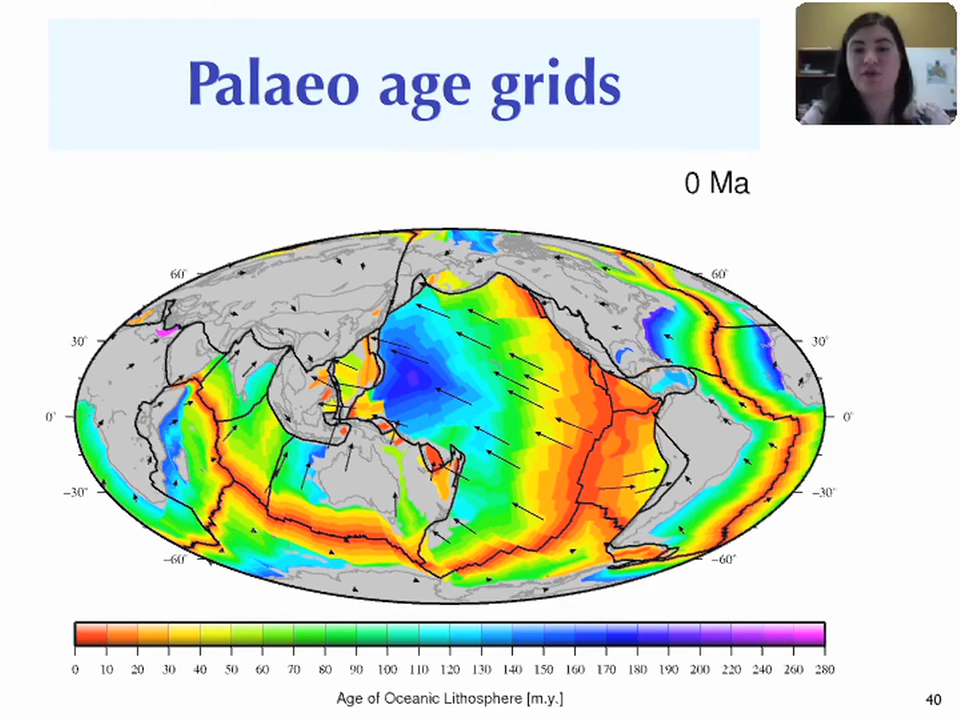 Palaeo age grids
0 Ma
60° 60°
30° 30°
0° 0°
−30° −30°
−60° −60°
0 10 20 30 40 50 60 70 80 90 100 110 120 130 140 150 160 170 180 190 200 220 240 260 280
Age of Oceanic Lithosphere [m.y.]
40